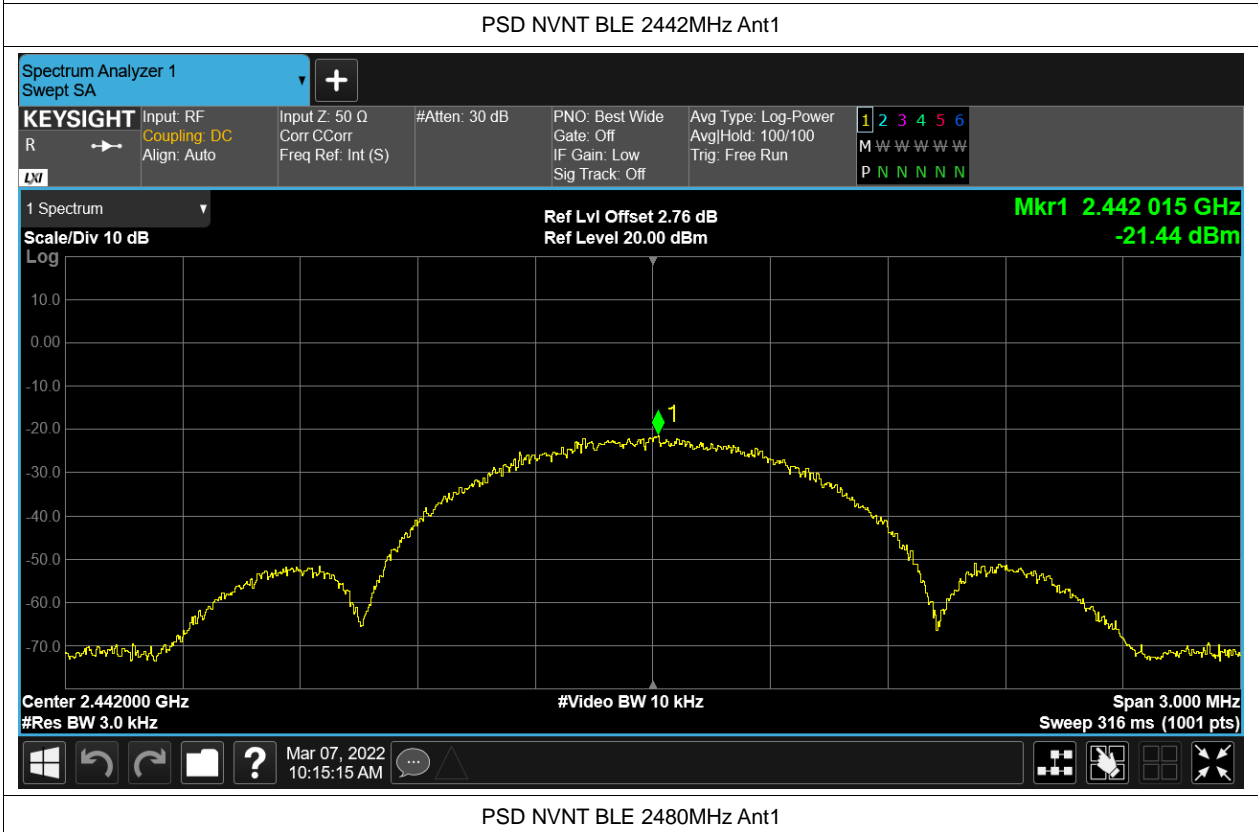 PSD NVNT BLE 2442MHz Ant1
Spectrum Analyzer 1
Swept SA
KEYSIGHT
R
LXI
Input: RF
Coupling: DC
Align: Auto
Input Z: 50 Ω
Corr CCorr
Freq Ref: Int (S)
#Atten: 30 dB
PNO: Best Wide
Gate: Off
IF Gain: Low
Sig Track: Off
Avg Type: Log-Power
Avg|Hold: 100/100
Trig: Free Run
1 2 3 4 5 6
M W W W W W W
P N N N N N N
1 Spectrum
Scale/Div 10 dB
Log
Ref Lvl Offset 2.76 dB
Ref Level 20.00 dBm
Mkr1 2.442 015 GHz
-21.44 dBm
10.0
0.00
-10.0
-20.0
-30.0
-40.0
-50.0
-60.0
-70.0
1
Center 2.442000 GHz
#Res BW 3.0 kHz
#Video BW 10 kHz
Span 3.000 MHz
Sweep 316 ms (1001 pts)
?
Mar 07, 2022
10:15:15 AM
PSD NVNT BLE 2480MHz Ant1